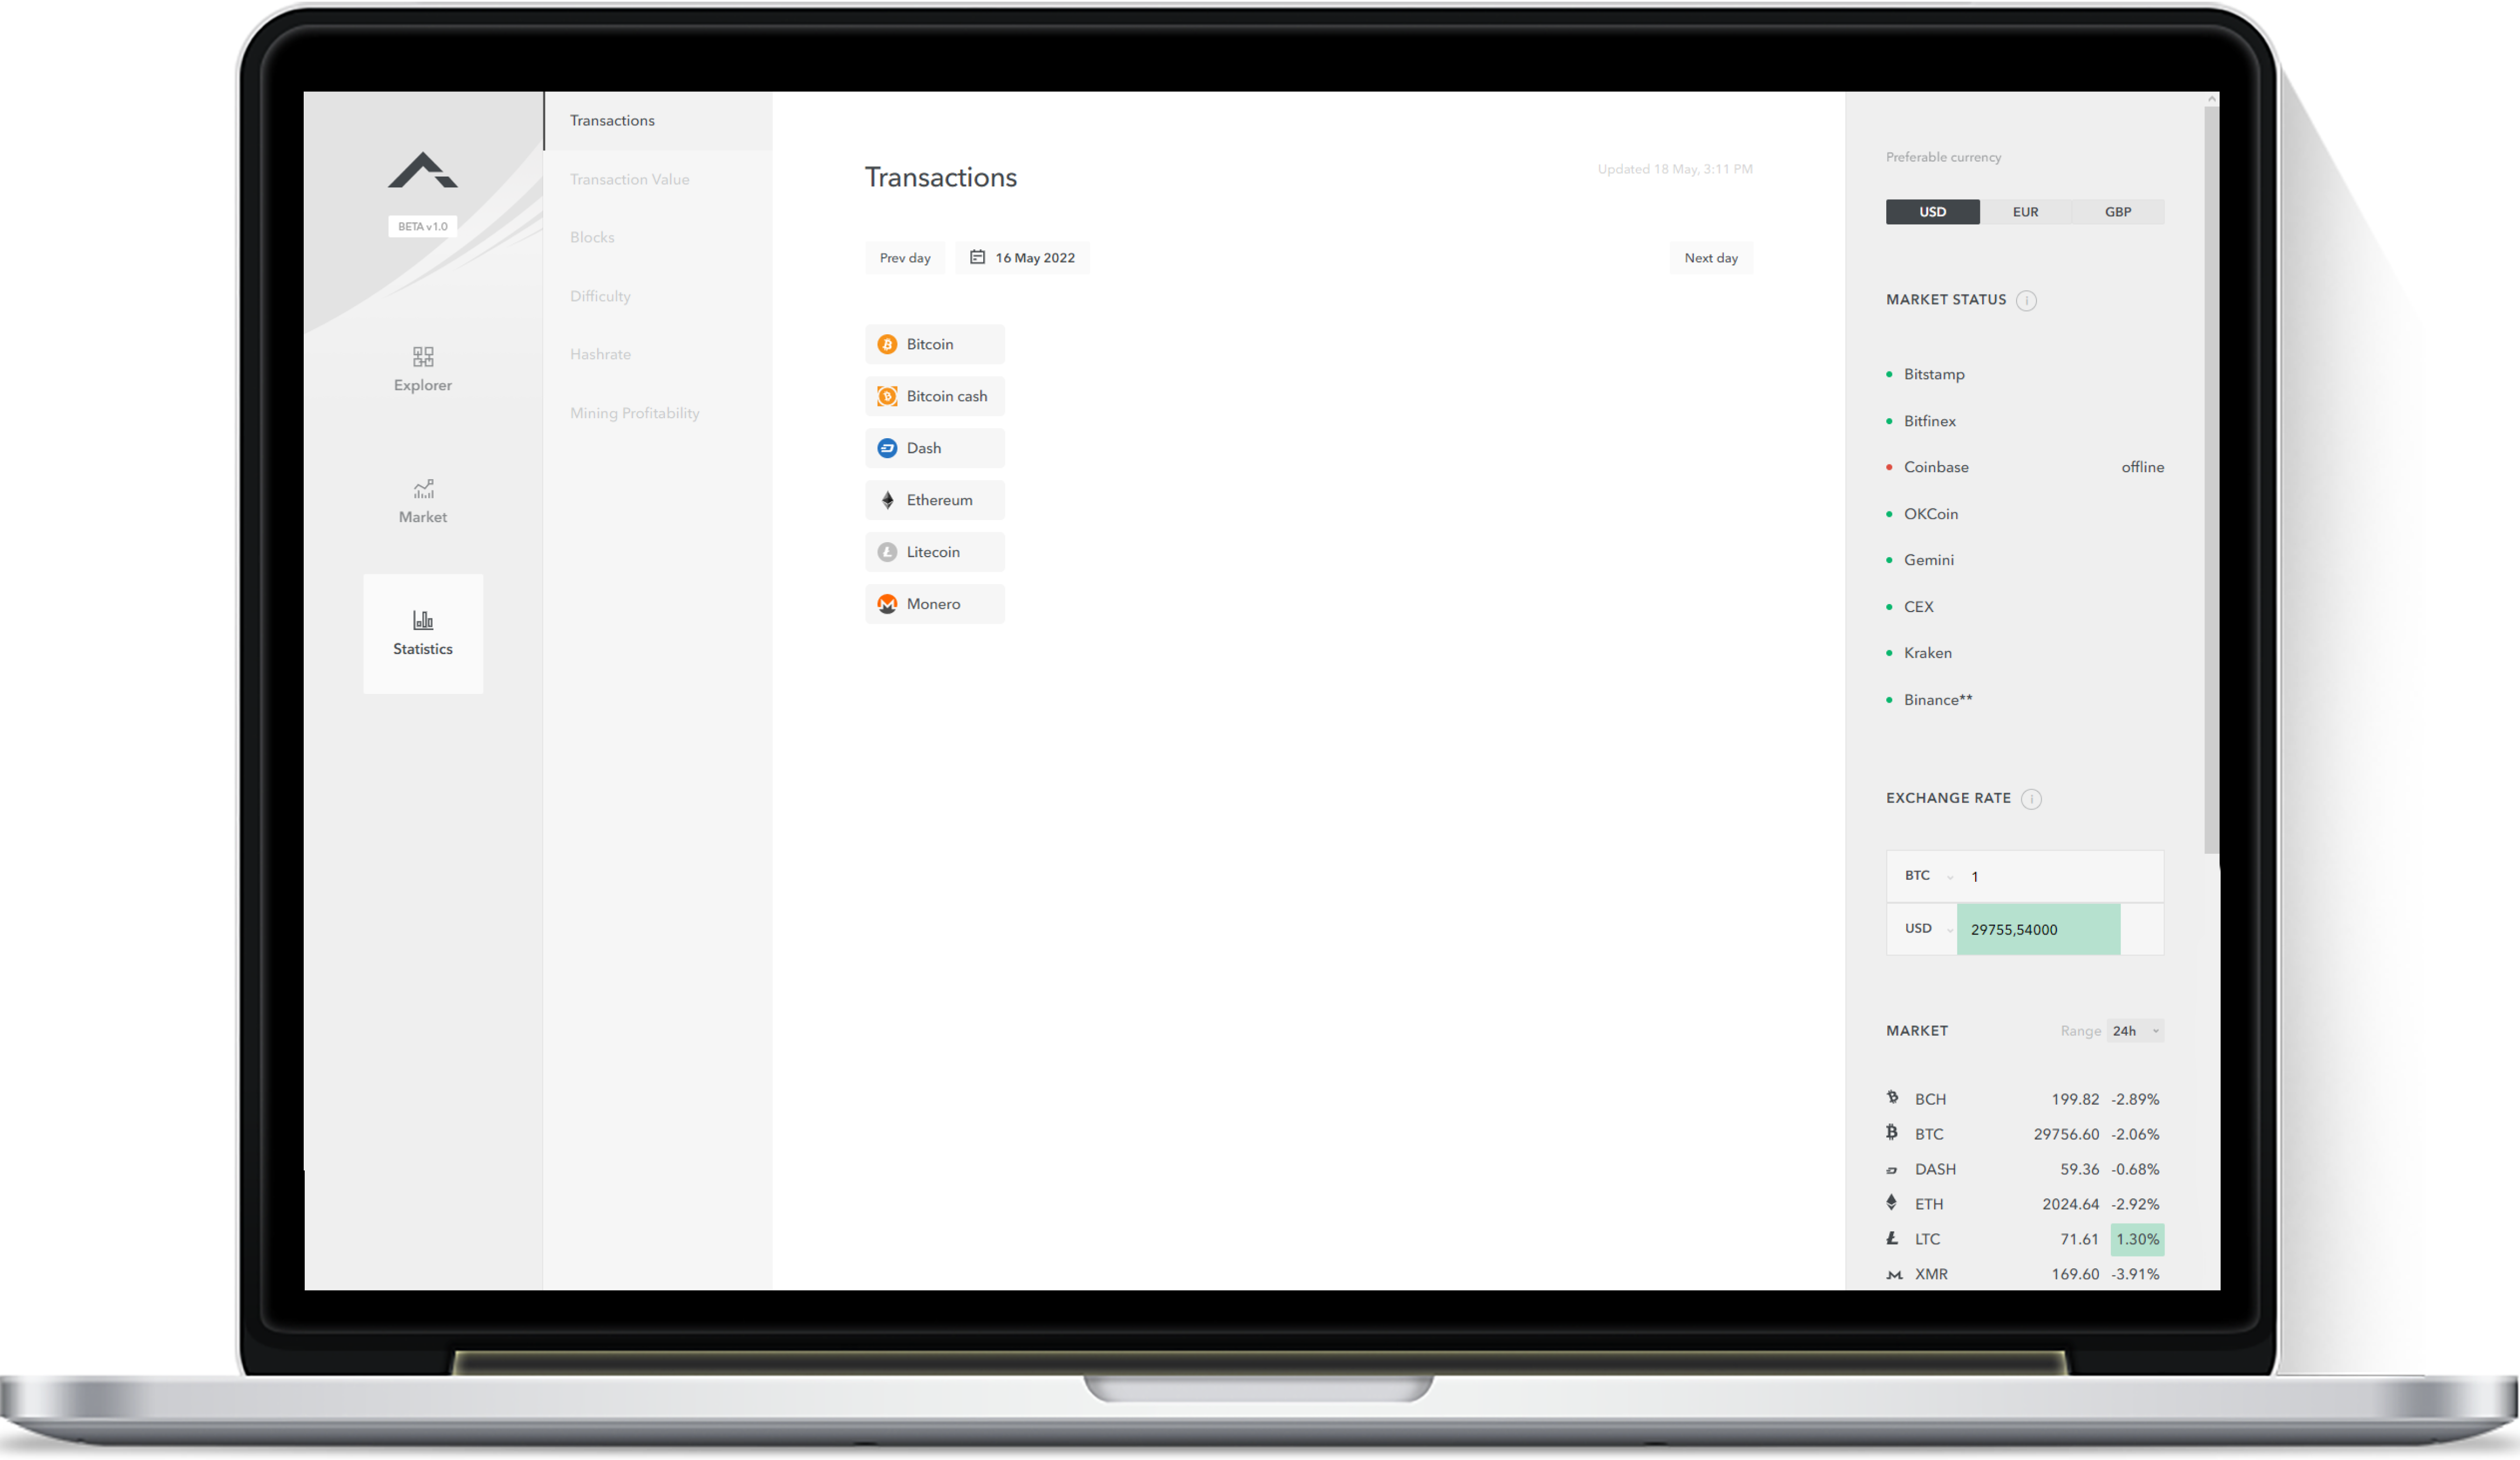 BETA v1.0
Explorer
Market
Statistics
Transactions
Transaction Value
Blocks
Difficulty
Hashrate
Mining Profitability
Transactions
Updated 18 May, 3:11 PM
Prev day
16 May 2022
Next day
Bitcoin
Bitcoin cash
Dash
Ethereum
Litecoin
Monero
Preferable currency
USD EUR GBP
MARKET STATUS
Bitstamp
Bitfinex
Coinbase offline
OKCoin
Gemini
CEX
Kraken
Binance**
EXCHANGE RATE
BTC 1
USD 29755,54000
MARKET Range 24h
BCH 199.82 -2.89%
BTC 29756.60 -2.06%
DASH 59.36 -0.68%
ETH 2024.64 -2.92%
LTC 71.61 1.30%
XMR 169.60 -3.91%